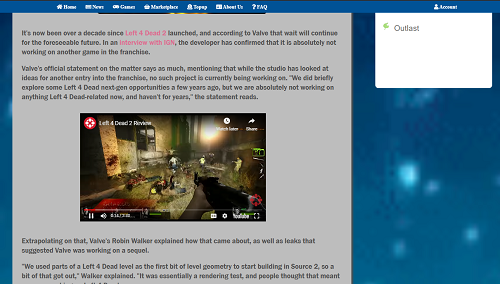 Home News Games Marketplace Topup About Us FAQ Account
It's now been over a decade since Left 4 Dead 2 launched, and according to Valve that wait will continue
for the foreseeable future. In an interview with IGN, the developer has confirmed that it is absolutely not
working on another game in the franchise.
Outlast
Valve's official statement on the matter says as much, mentioning that while the studio has looked at
ideas for another entry into the franchise, no such project is currently being working on. "We did briefly
explore some Left 4 Dead next-gen opportunities a few years ago, but we are absolutely not working on
anything Left 4 Dead-related now, and haven't for years," the statement reads.
Left 4 Dead 2 Review
Watch later Share
YouTube
Extrapolating on that, Valve's Robin Walker explained how that came about, as well as leaks that
suggested Valve was working on a sequel.
"We used parts of a Left 4 Dead level as the first bit of level geometry to start building in Source 2, so a
bit of that got out," Walker explained. "It was essentially a rendering test, and people thought that meant